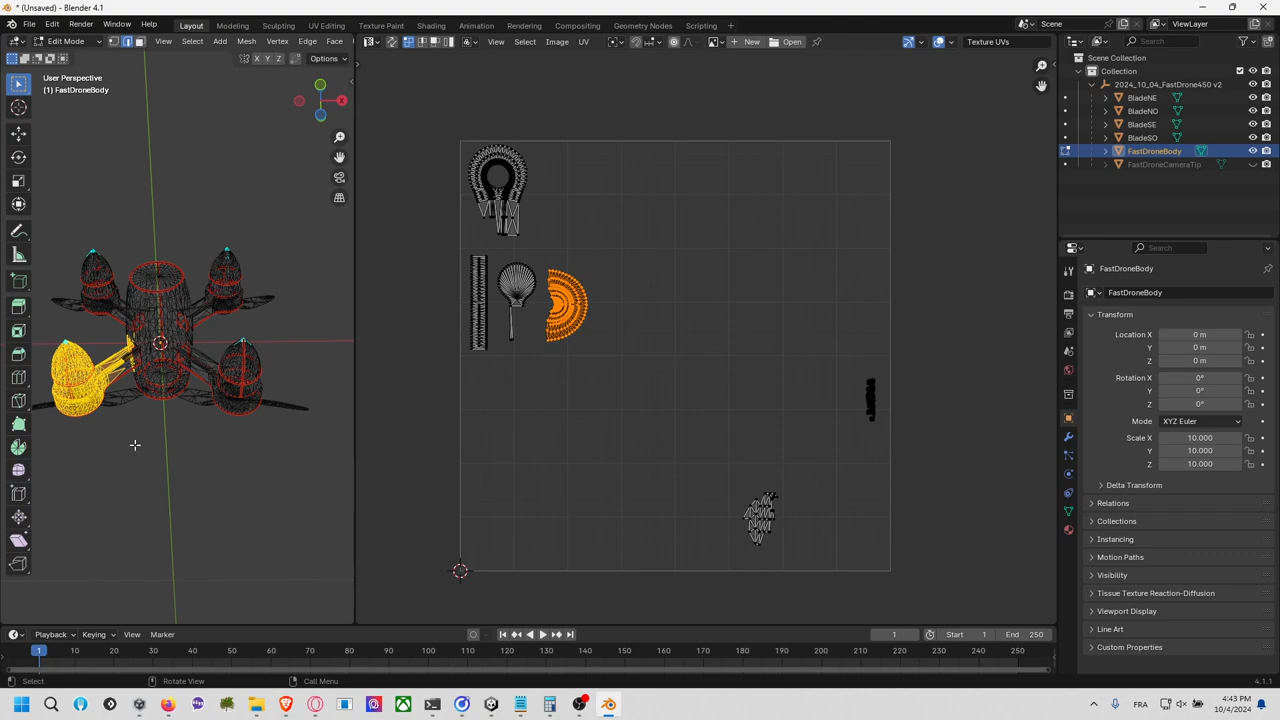 * (Unsaved) - Blender 4.1
File Edit Render Window Help
Layout Modeling Sculpting UV Editing Texture Paint Shading Animation Rendering Compositing Geometry Nodes Scripting
Scene ViewLayer
Edit Mode View Select Add Mesh Vertex Edge Face
View Select Image UV New Open Texture UVs
Search
X Y Z Options
User Perspective
(1) FastDroneBody
X
Scene Collection
Collection
2024_10_04_FastDrone450 v2
BladeNE
BladeNO
BladeSE
BladeSO
FastDroneBody
FastDroneCameraTip
Search
FastDroneBody
FastDroneBody
Transform
Location X 0 m
Y 0 m
Z 0 m
Rotation X 0°
Y 0°
Z 0°
Mode XYZ Euler
Scale X 10.000
Y 10.000
Z 10.000
Delta Transform
Relations
Collections
Instancing
Motion Paths
Visibility
Tissue Texture Reaction-Diffusion
Viewport Display
Line Art
Custom Properties
Playback Keying View Marker
1 Start 1 End 250
1 10 20 30 40 50 60 70 80 90 100 110 120 130 140 150 160 170 180 190 200 210 220 230 240 250
Select Rotate View Call Menu 4.1.1
FR 4:43 PM
10/4/2024